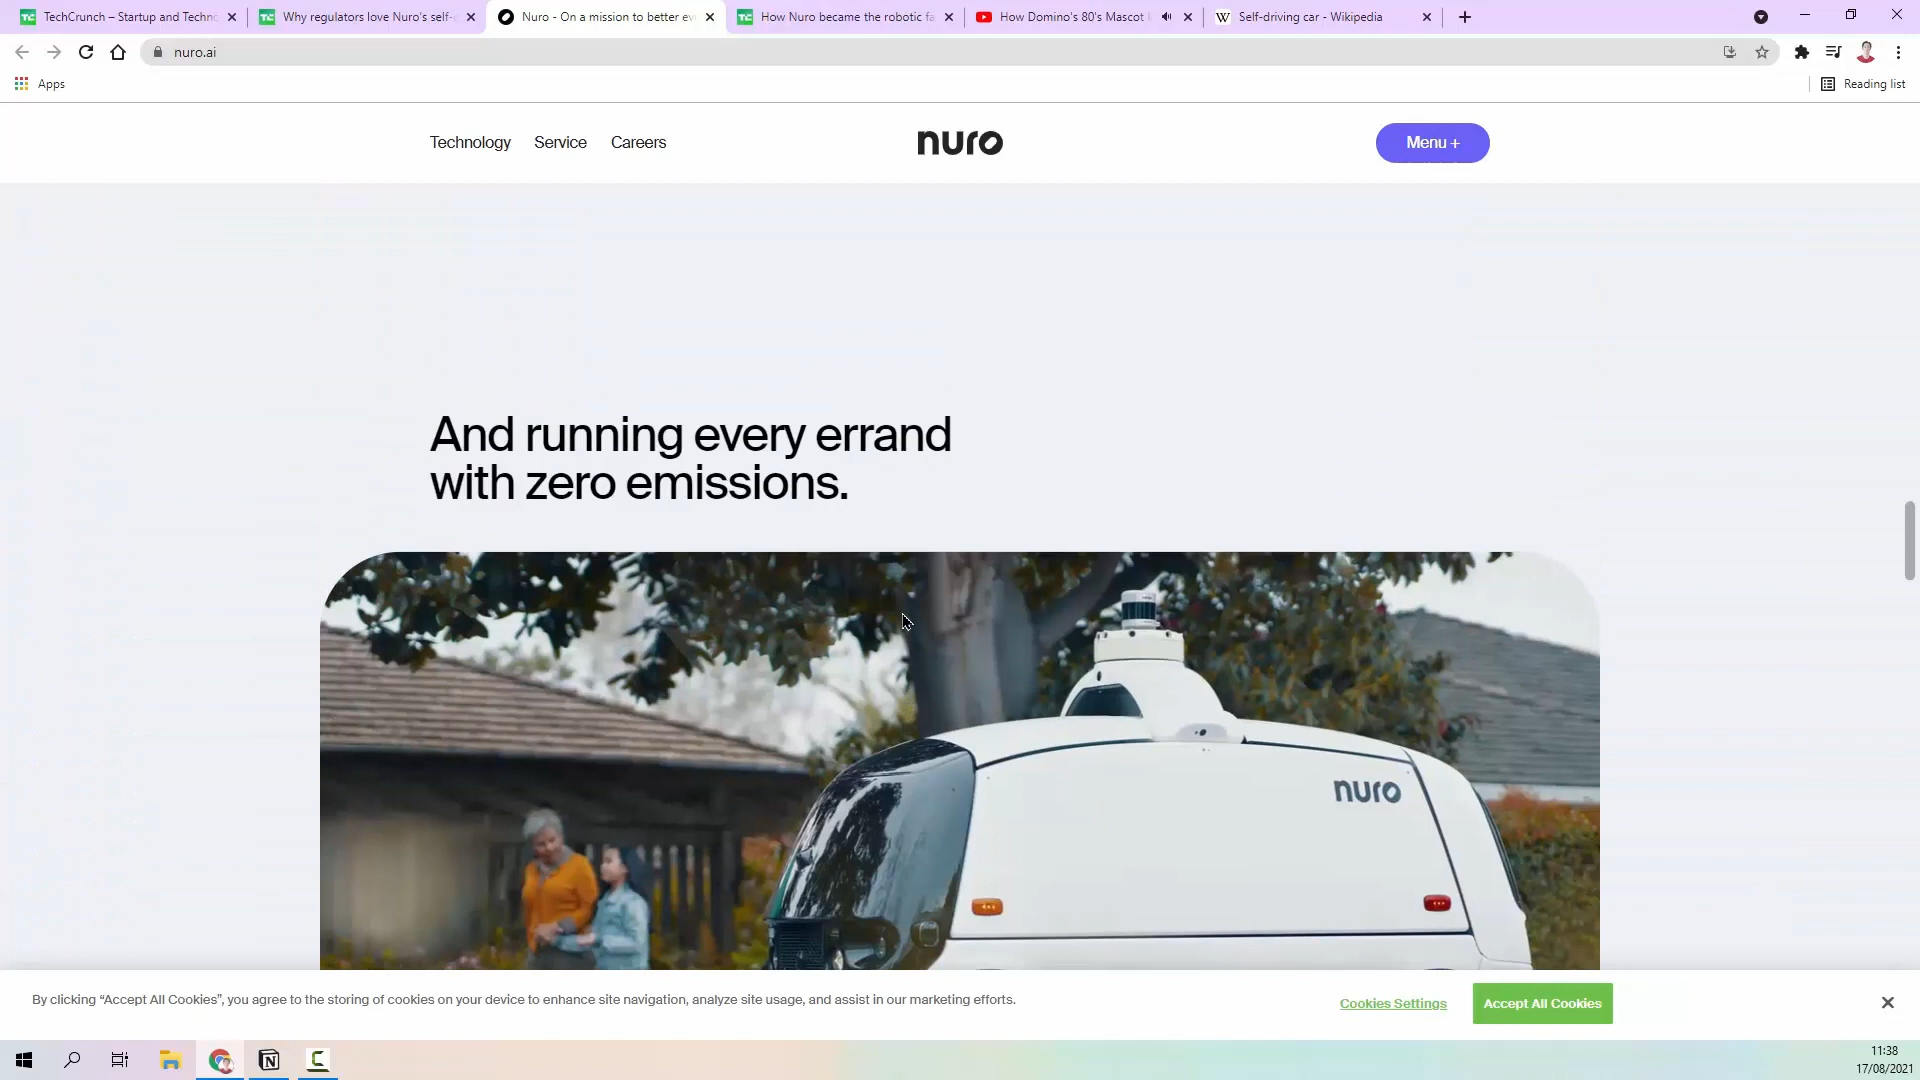 TechCrunch – Startup and Techno
Why regulators love Nuro's self-d
Nuro - On a mission to better ev
How Nuro became the robotic fa
How Domino's 80's Mascot
Self-driving car - Wikipedia
nuro.ai
Apps
Reading list
Technology
Service
Careers
nuro
Menu +
And running every errand
with zero emissions.
nuro
By clicking “Accept All Cookies”, you agree to the storing of cookies on your device to enhance site navigation, analyze site usage, and assist in our marketing efforts.
Cookies Settings
Accept All Cookies
11:38
17/08/2021